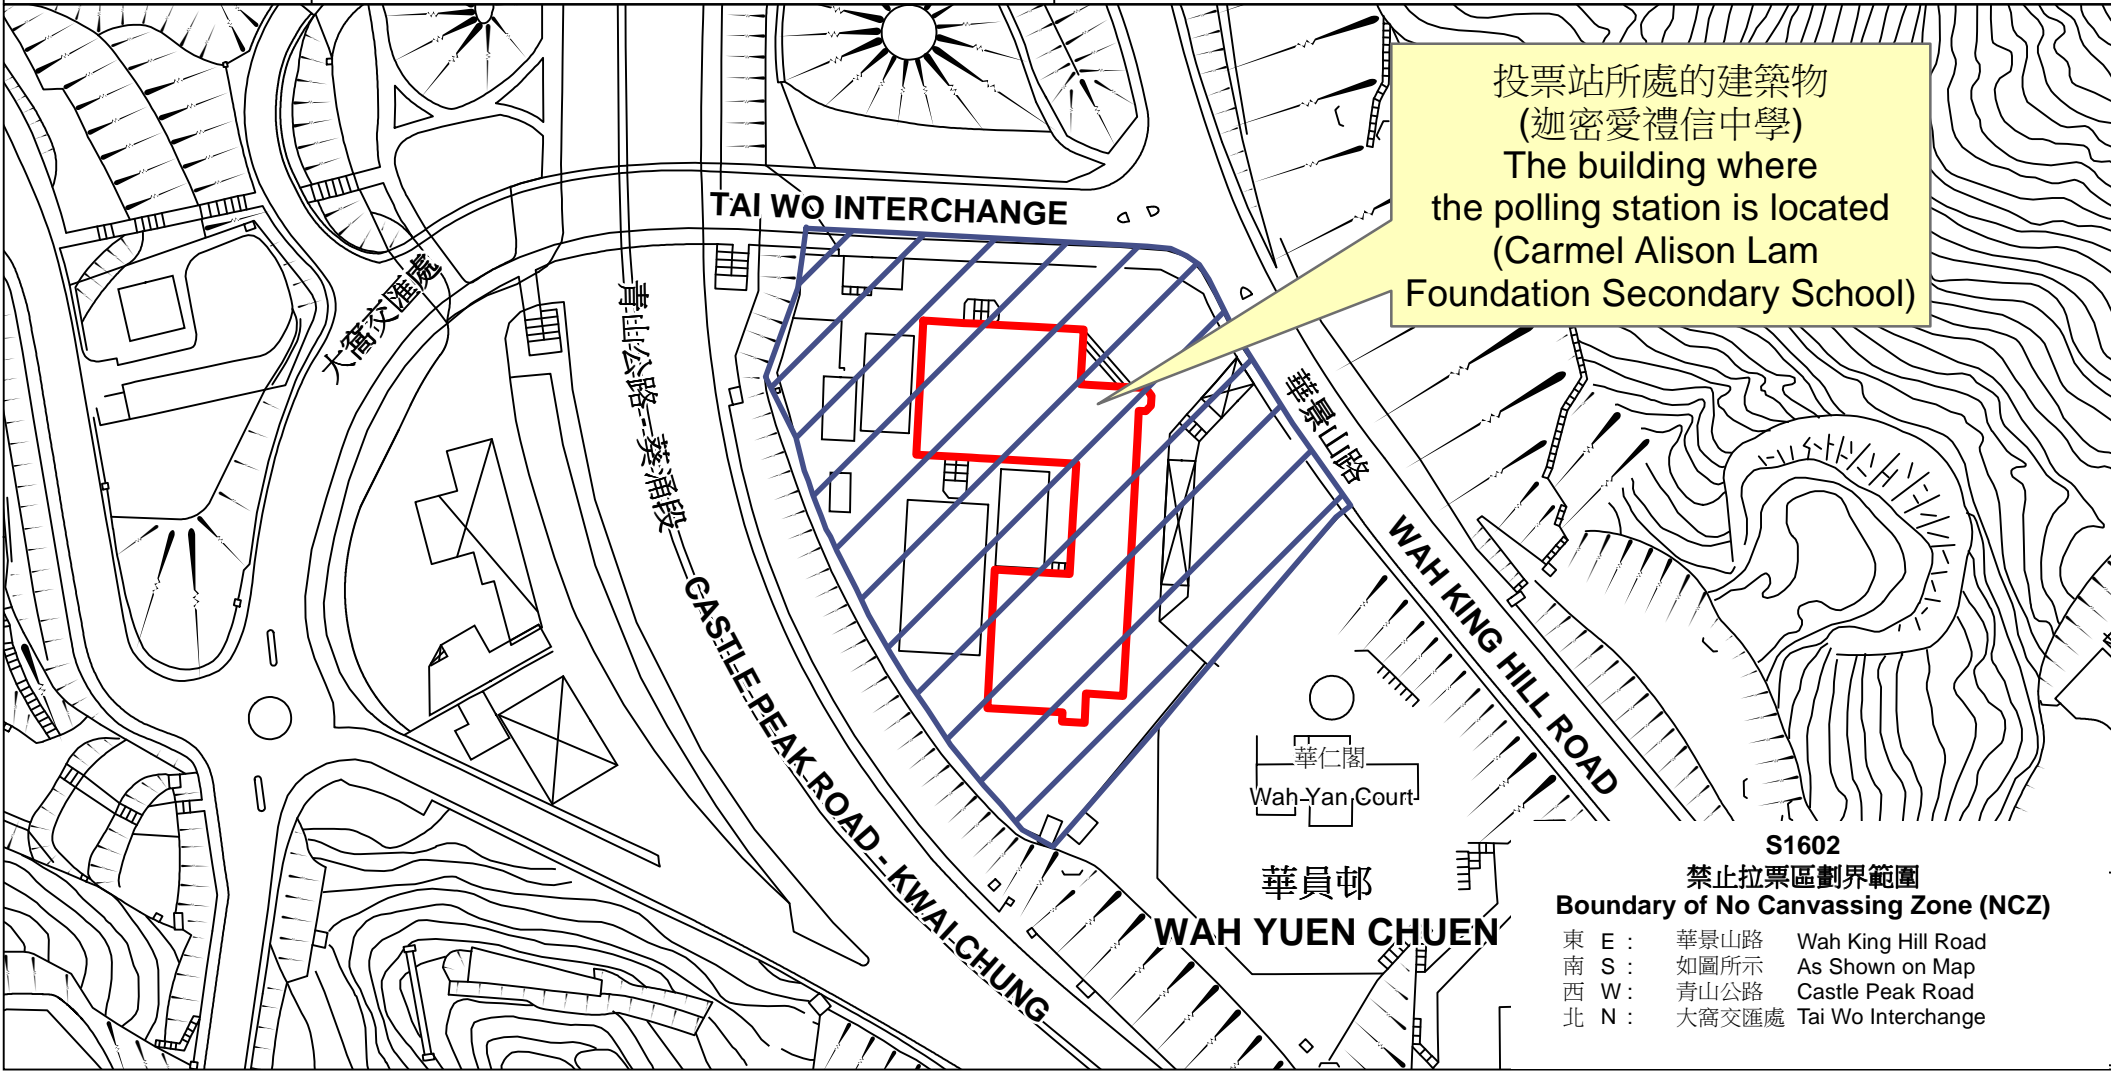 投票站所處的建築物
(迦密愛禮信中學)
The building where
the polling station is located
(Carmel Alison Lam
Foundation Secondary School)
TAI WO INTERCHANGE
大窩交匯處
青山公路--葵涌段
CASTLE PEAK ROAD - KWAI CHUNG
華景山路
WAH KING HILL ROAD
華仁閣
Wah Yan Court
華員邨
WAH YUEN CHUEN
S1602
禁止拉票區劃界範圍
Boundary of No Canvassing Zone (NCZ)
東 E : 華景山路 Wah King Hill Road
南 S : 如圖所示 As Shown on Map
西 W : 青山公路 Castle Peak Road
北 N : 大窩交匯處 Tai Wo Interchange